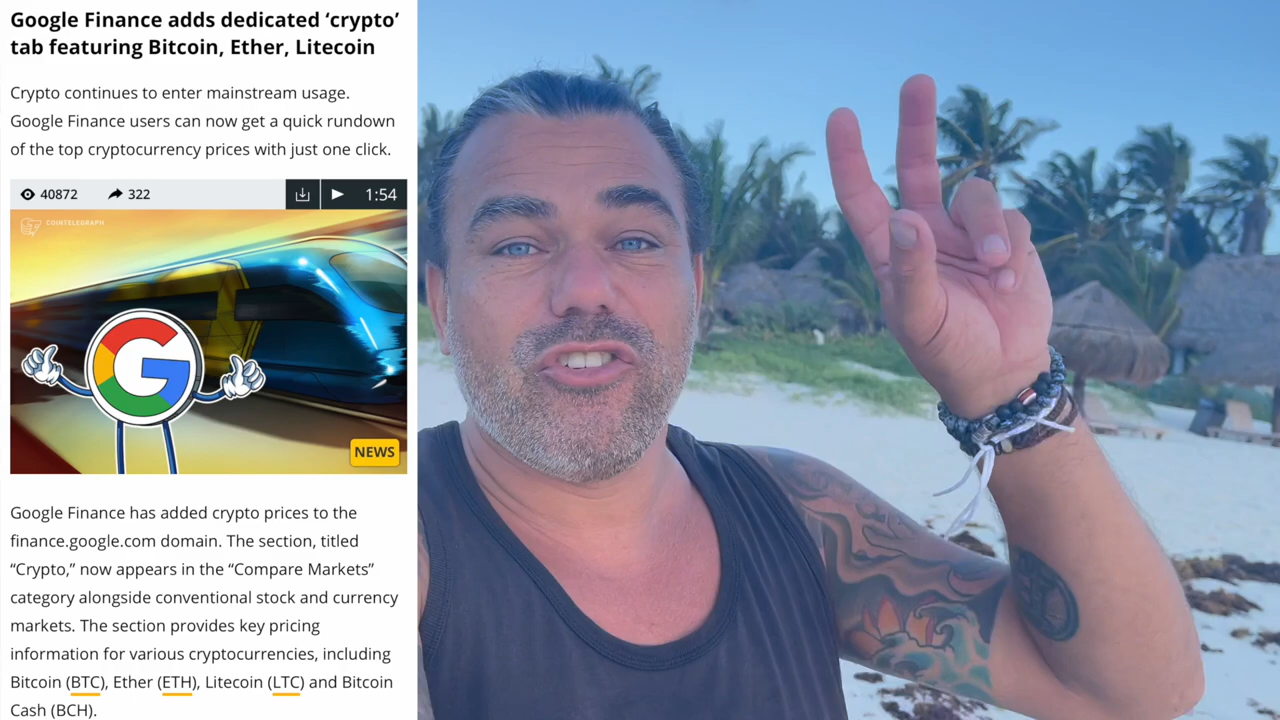 Google Finance adds dedicated ‘crypto’
tab featuring Bitcoin, Ether, Litecoin
Crypto continues to enter mainstream usage.
Google Finance users can now get a quick rundown
of the top cryptocurrency prices with just one click.
40872 322 1:54
COINTELEGRAPH
G
NEWS
Google Finance has added crypto prices to the
finance.google.com domain. The section, titled
“Crypto,” now appears in the “Compare Markets”
category alongside conventional stock and currency
markets. The section provides key pricing
information for various cryptocurrencies, including
Bitcoin (BTC), Ether (ETH), Litecoin (LTC) and Bitcoin
Cash (BCH).